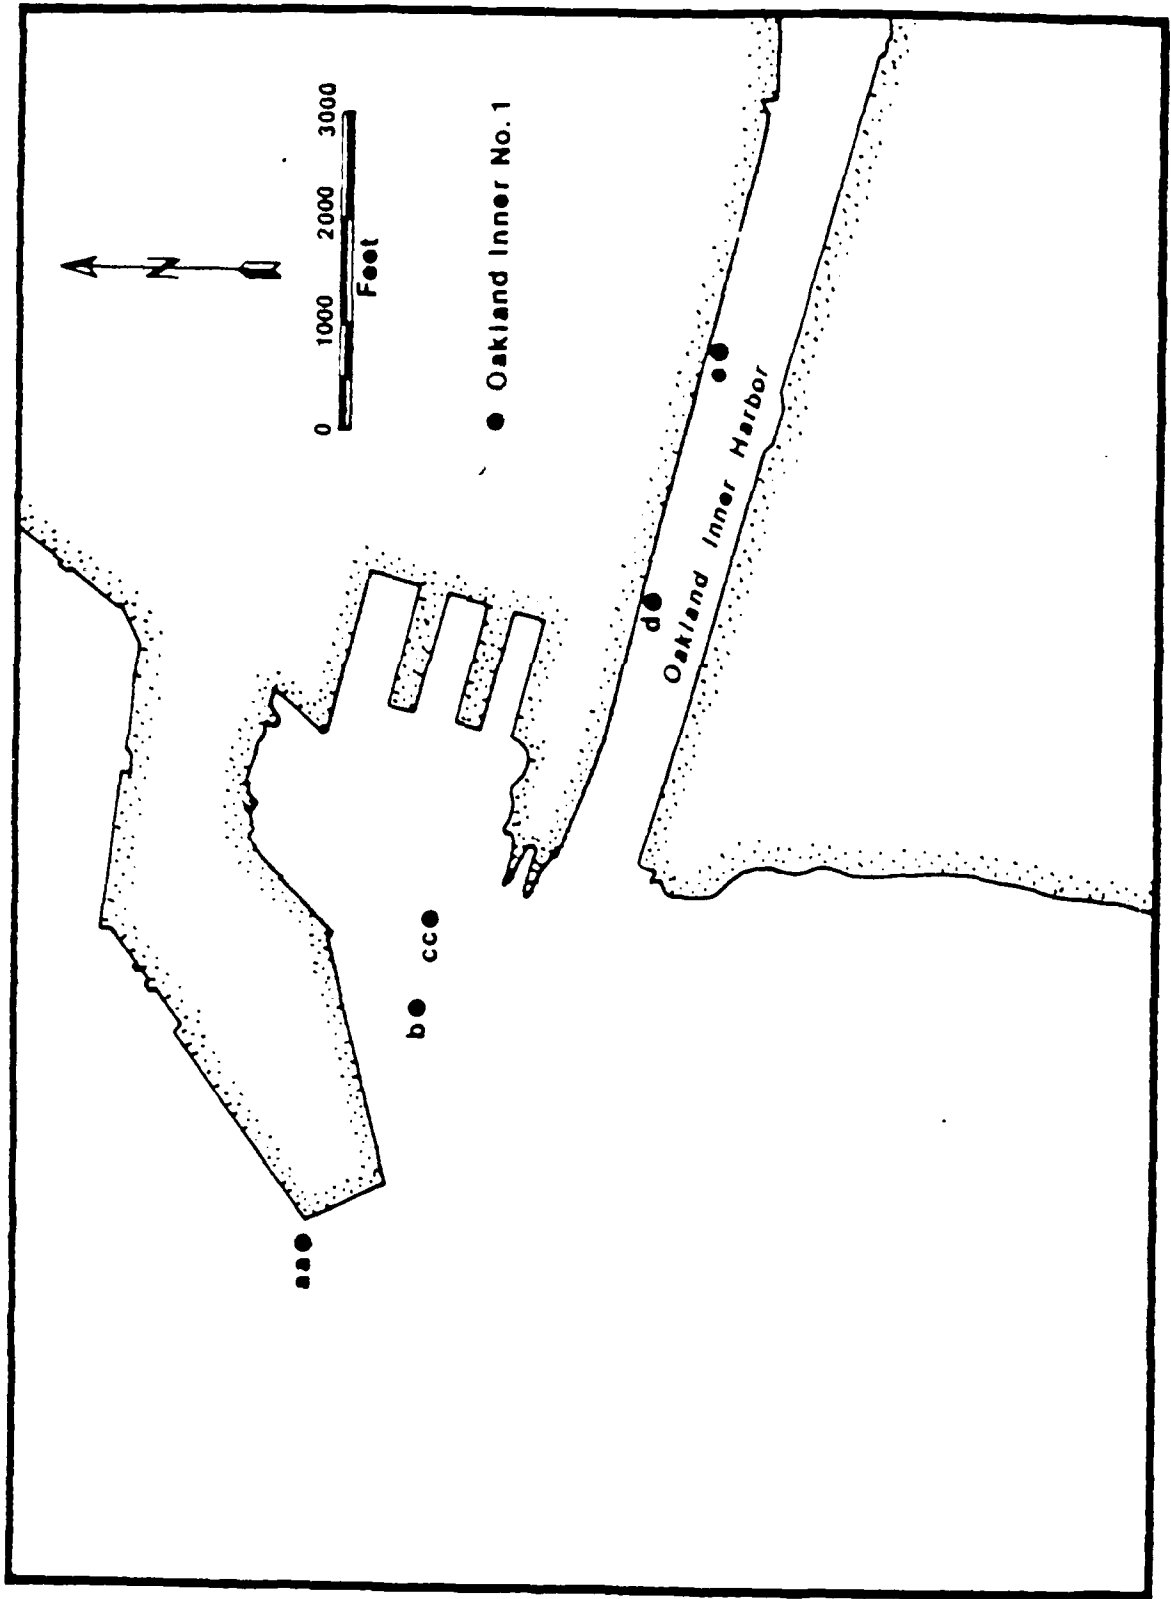 N
0 1000 2000 3000
Feet
● Oakland Inner No. 1
aa
b
cc
d
Oakland Inner Harbor